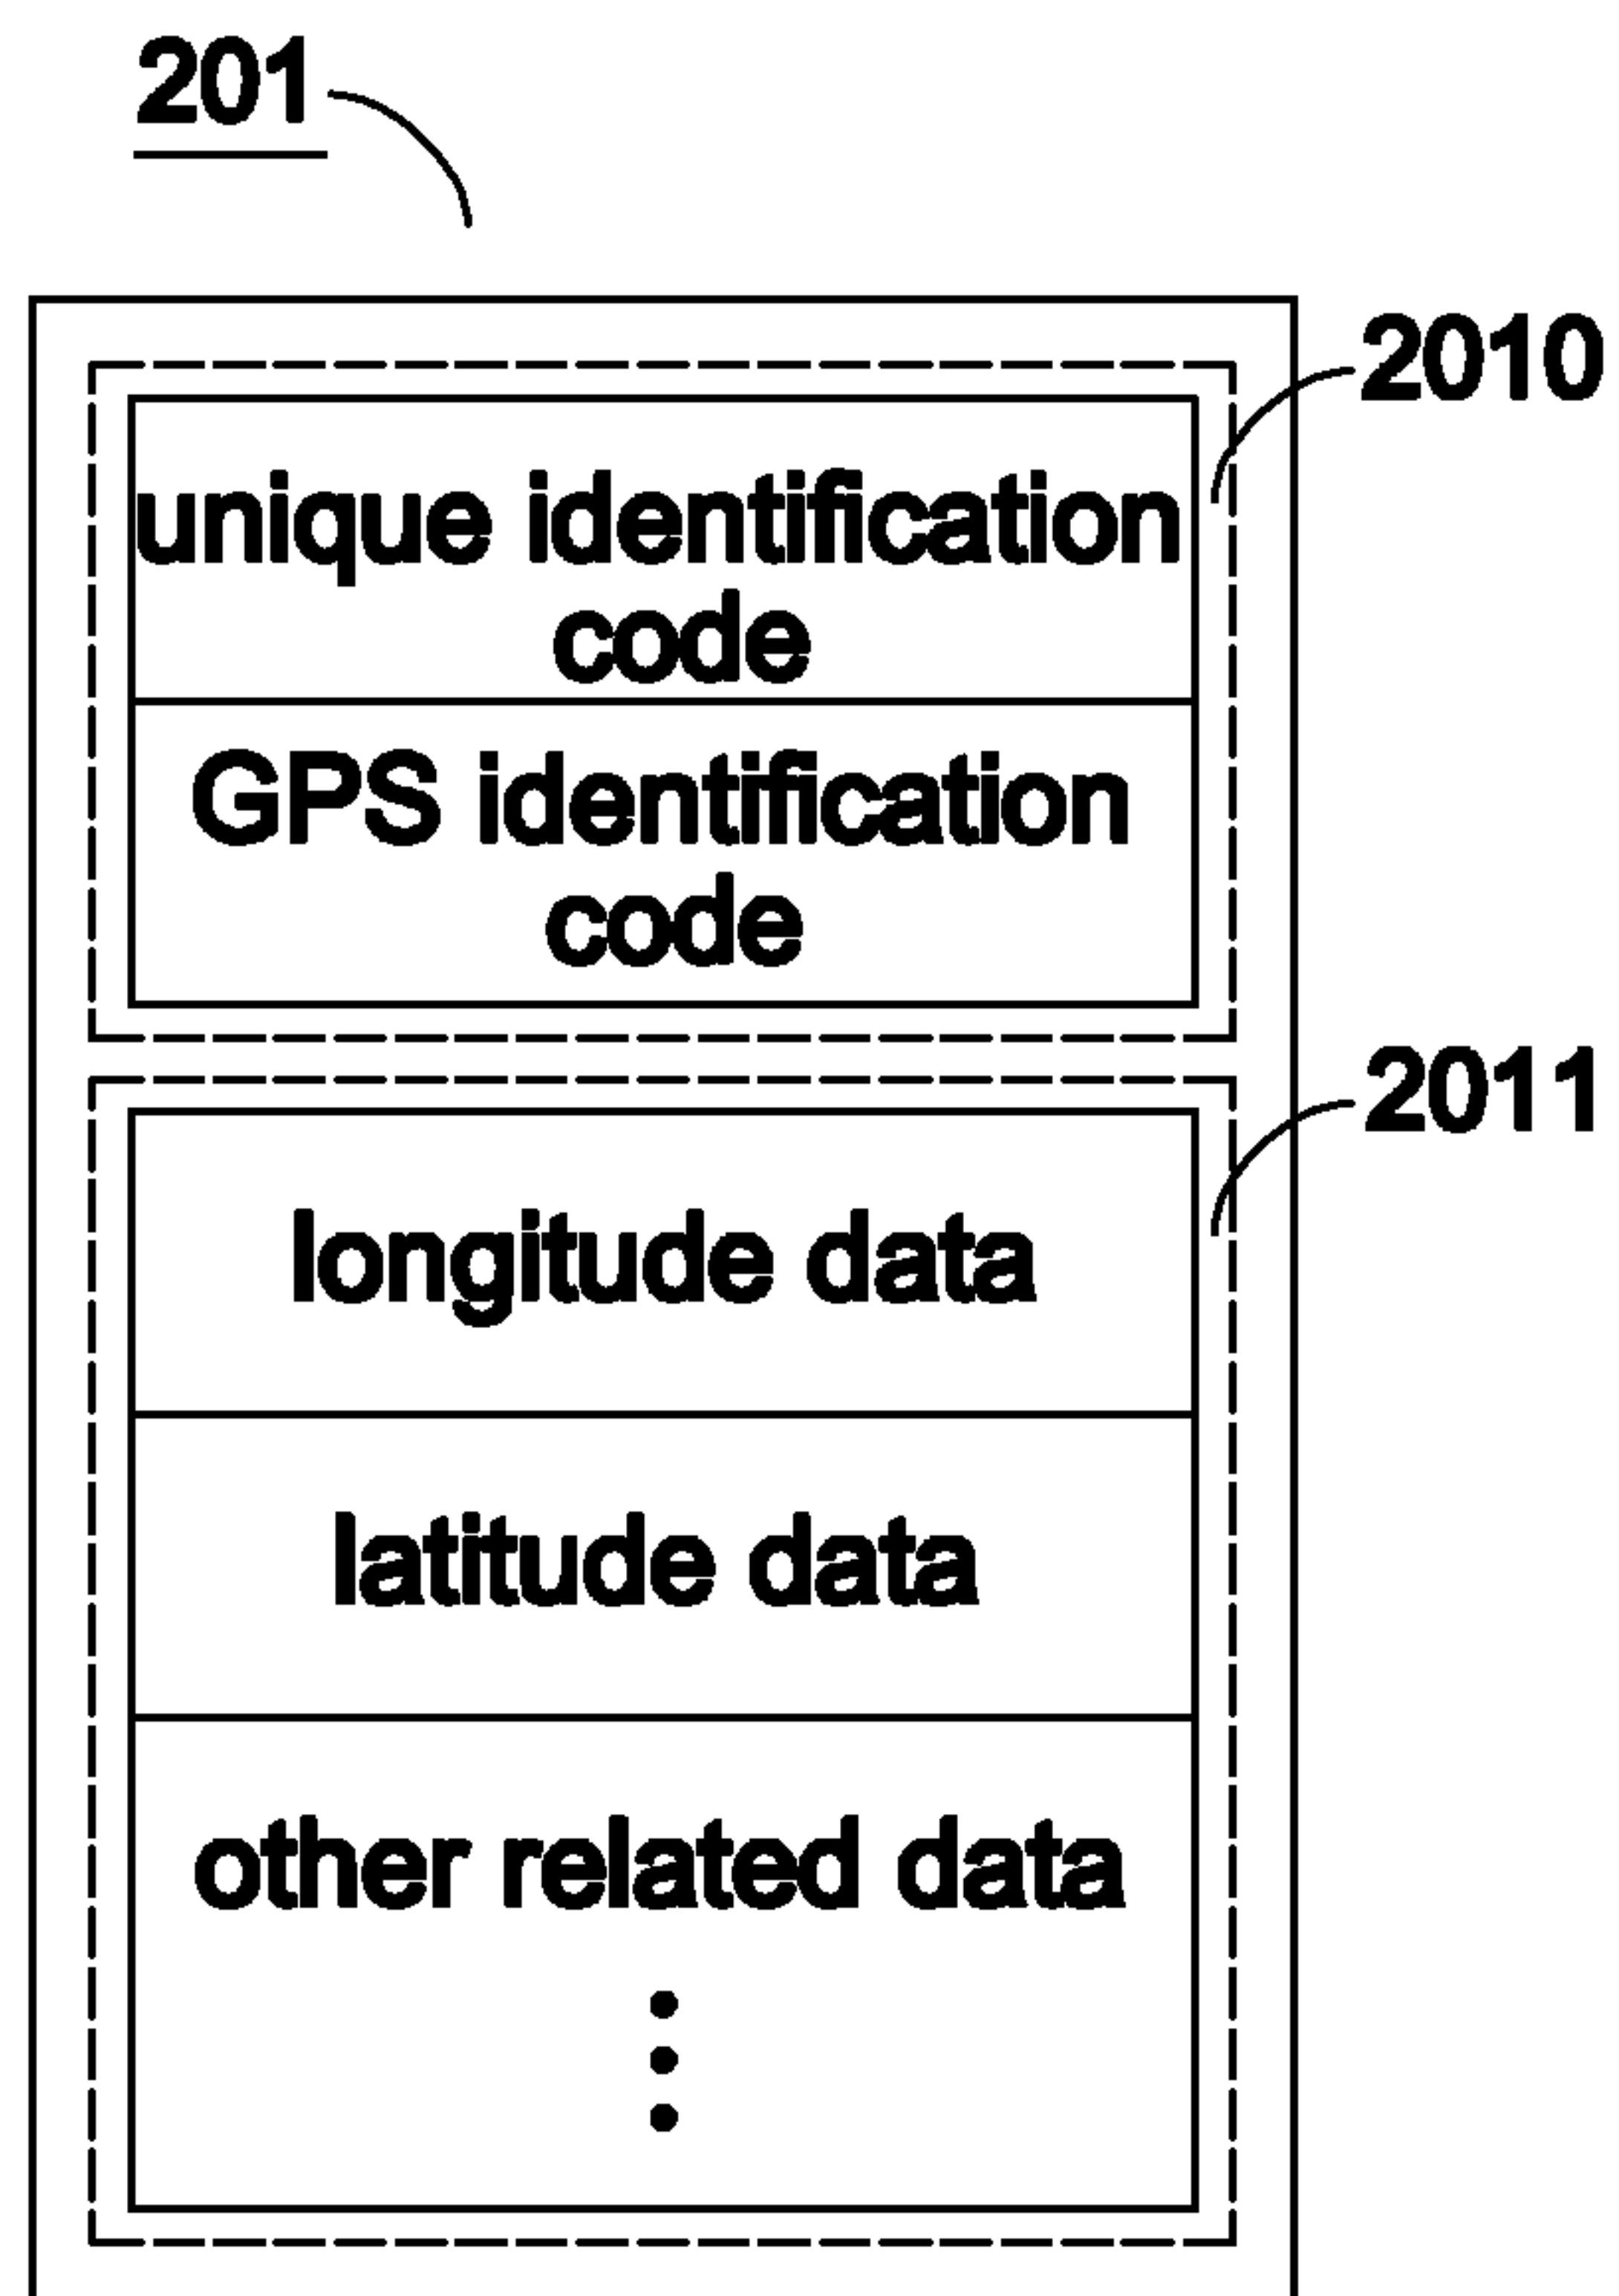 201
2010
unique identification
code
GPS identification
code
2011
longitude data
latitude data
other related data